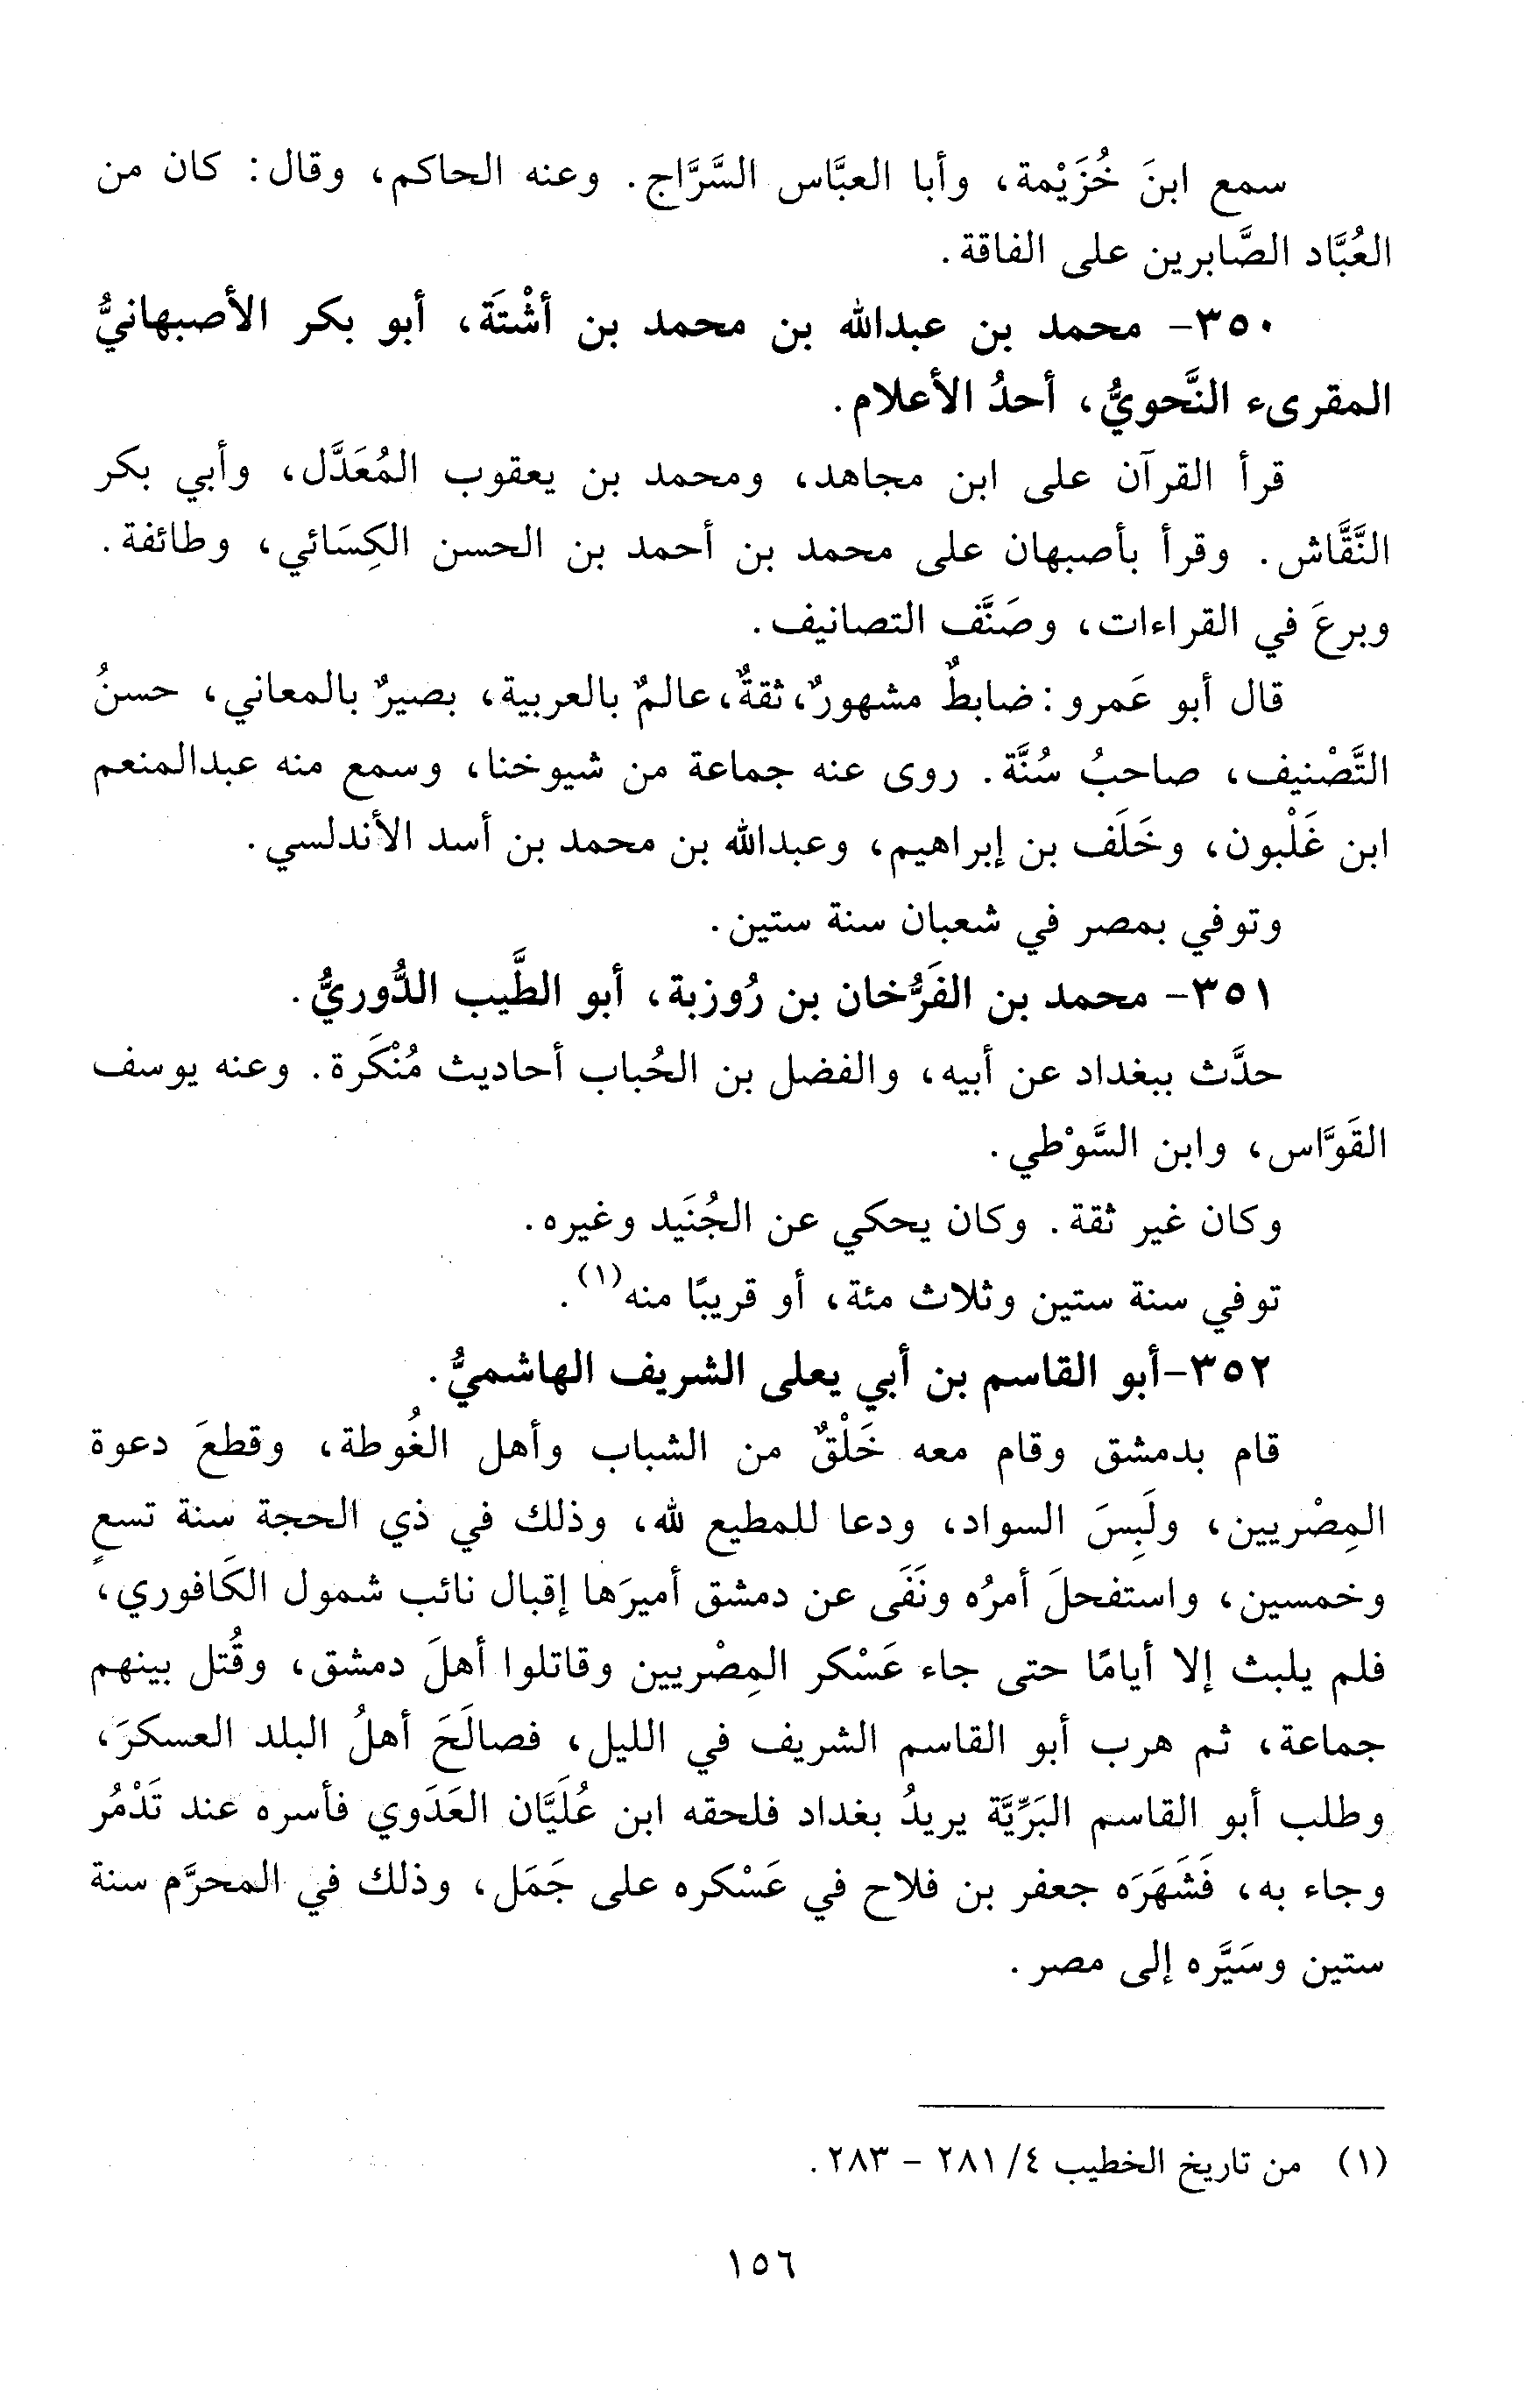 سمع ابنَ خُزَيْمة، وأبا العبَّاس السَّرَّاج. وعنه الحاكم، وقال: كان من
العُبَّاد الصَّابرين على الفاقة.
٣٥٠- محمد بن عبدالله بن محمد بن أشْتَة، أبو بكر الأصبهانيُّ
المقرىء النَّحويُّ، أحدُ الأعلام.
قرأ القرآن على ابن مجاهد، ومحمد بن يعقوب المُعَدَّل، وأبي بكر
النَّقَّاش. وقرأ بأصبهان على محمد بن أحمد بن الحسن الكِسَائي، وطائفة.
وبرعَ في القراءات، وصَنَّف التصانيف.
قال أبو عَمرو: ضابطٌ مشهورٌ، ثقةٌ، عالمٌ بالعربية، بصيرٌ بالمعاني، حسنُ
التَّصْنيف، صاحبُ سُنَّة. روى عنه جماعة من شيوخنا، وسمع منه عبدالمنعم
ابن غَلْبون، وخَلَف بن إبراهيم، وعبدالله بن محمد بن أسد الأندلسي.
وتوفي بمصر في شعبان سنة ستين.
٣٥١- محمد بن الفَرُّخان بن رُوزبة، أبو الطَّيب الدُّوريُّ.
حدَّث ببغداد عن أبيه، والفضل بن الحُباب أحاديث مُنْكَرة. وعنه يوسف
القَوَّاس، وابن السَّوْطي.
وكان غير ثقة. وكان يحكي عن الجُنَيد وغيره.
توفي سنة ستين وثلاث مئة، أو قريبًا منه(١).
٣٥٢-أبو القاسم بن أبي يعلى الشريف الهاشميُّ.
قام بدمشق وقام معه خَلْقٌ من الشباب وأهل الغُوطة، وقطعَ دعوة
المِصْريين، ولَبِسَ السواد، ودعا للمطيع لله، وذلك في ذي الحجة سنة تسعٍ
وخمسين، واستفحلَ أمرُه ونَفَى عن دمشق أميرَها إقبال نائب شمول الكَافوري،
فلم يلبث إلا أيامًا حتى جاء عَسْكر المِصْريين وقاتلوا أهلَ دمشق، وقُتل بينهم
جماعة، ثم هرب أبو القاسم الشريف في الليل، فصالَحَ أهلُ البلد العسكرَ،
وطلب أبو القاسم البَرِّيَّة يريدُ بغداد فلحقه ابن عُلَيَّان العَدَوي فأسره عند تَدْمُر
وجاء به، فَشَهَرَه جعفر بن فلاح في عَسْكره على جَمَل، وذلك في المحرَّم سنة
ستين وسَيَّره إلى مصر.
(١) من تاريخ الخطيب ٤/ ٢٨١ - ٢٨٣.
١٥٦